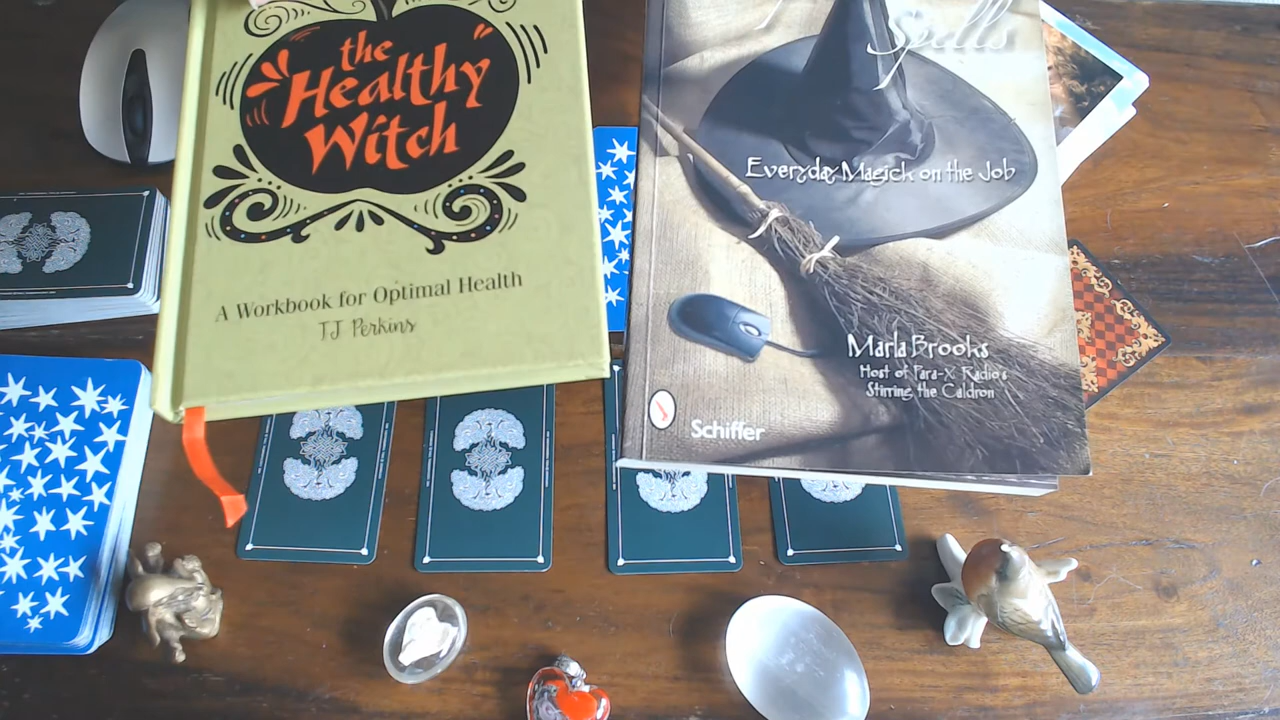 the
"Healthy"
Witch
A Workbook for Optimal Health
TJ Perkins
Spells
Everyday Magick on the Job
Marla Brooks
Host of Para-X Radio's
Stirring the Caldron
Schiffer